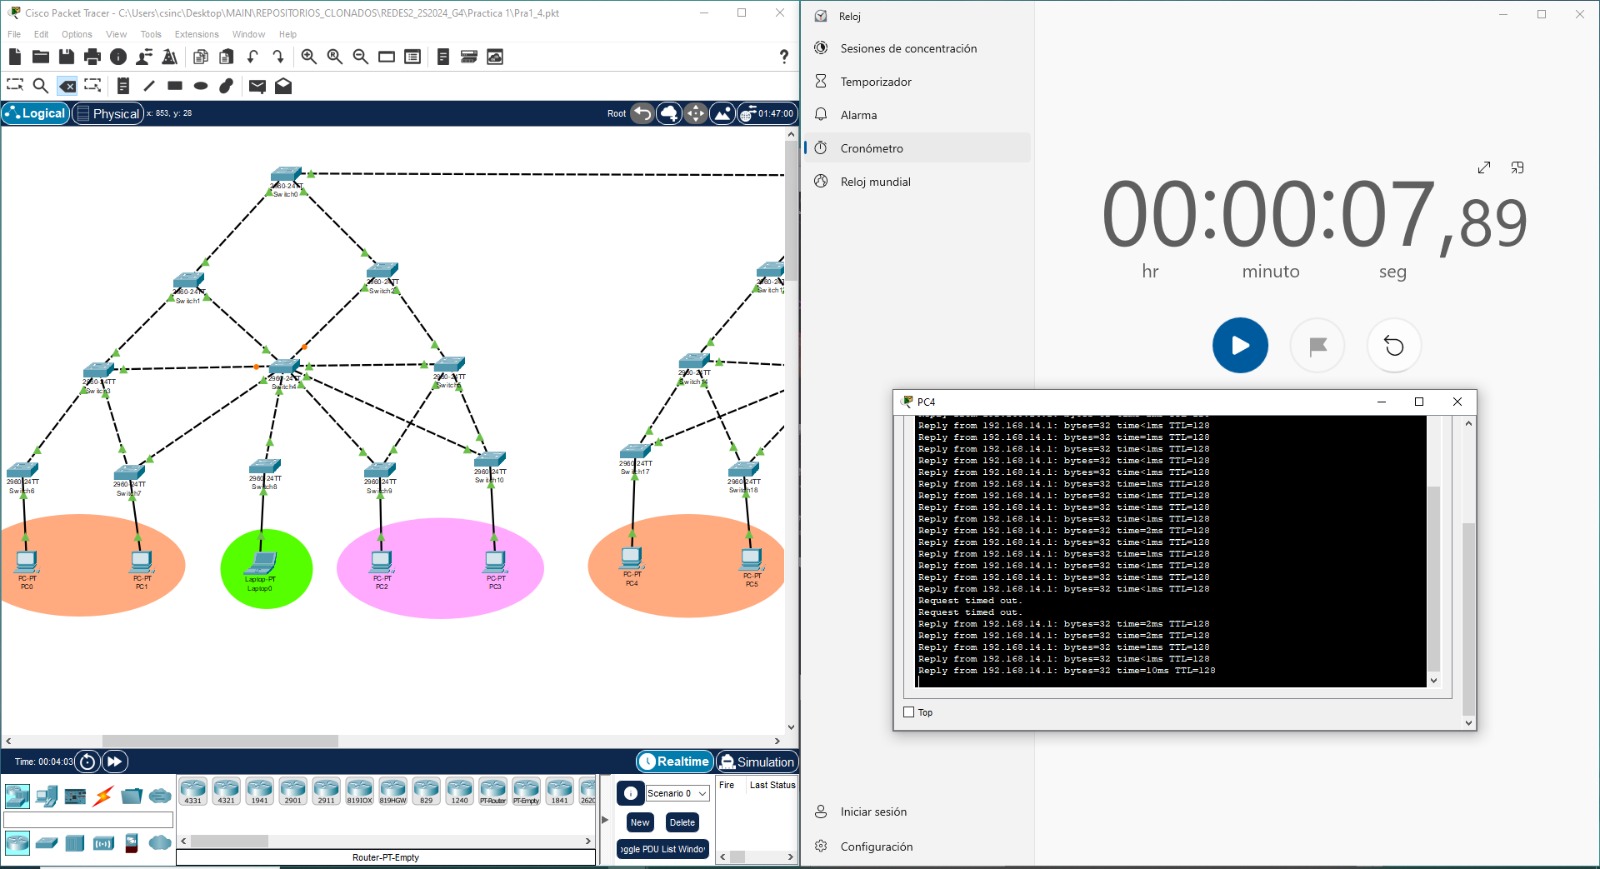 Cisco Packet Tracer - C:\Users\csinc\Desktop\MAIN\REPOSITORIOS_CLONADOS\REDES2_2S2024_G4\Practica 1\Pra1_4.pkt
File Edit Options View Tools Extensions Window Help
?
Logical Physical x: 853, y: 28 Root 01:47:00
2960-24TT
Switch0
2960-24TT
Switch1
2960-24TT
2960-24TT
Switch3
2960-24TT
Switch4
2960-24TT
2960-24TT
Switch6
2960-24TT
Switch7
2960-24TT
Switch8
2960-24TT
Switch9
2960-24TT
Switch10
2960-24TT
Switch17
2960-24TT
Switch18
PC-PT
PC0
PC-PT
PC1
Laptop-PT
Laptop0
PC-PT
PC2
PC-PT
PC3
PC-PT
PC4
PC-PT
PC5
Time: 00:04:03 Realtime Simulation
4331 4321 1941 2901 2911 819IOX 819HGW 829 1240 PT-Router PT-Empty 1841 2620
Router-PT-Empty
Scenario 0
New Delete
oggle PDU List Windo
Fire Last Status
Reloj
Sesiones de concentración
Temporizador
Alarma
Cronómetro
Reloj mundial
00:00:07,89
hr minuto seg
PC4
Reply from 192.168.14.1: bytes=32 time<1ms TTL=128
Reply from 192.168.14.1: bytes=32 time=1ms TTL=128
Reply from 192.168.14.1: bytes=32 time<1ms TTL=128
Reply from 192.168.14.1: bytes=32 time<1ms TTL=128
Reply from 192.168.14.1: bytes=32 time<1ms TTL=128
Reply from 192.168.14.1: bytes=32 time=1ms TTL=128
Reply from 192.168.14.1: bytes=32 time<1ms TTL=128
Reply from 192.168.14.1: bytes=32 time<1ms TTL=128
Reply from 192.168.14.1: bytes=32 time<1ms TTL=128
Reply from 192.168.14.1: bytes=32 time=2ms TTL=128
Reply from 192.168.14.1: bytes=32 time<1ms TTL=128
Reply from 192.168.14.1: bytes=32 time=1ms TTL=128
Reply from 192.168.14.1: bytes=32 time<1ms TTL=128
Reply from 192.168.14.1: bytes=32 time<1ms TTL=128
Reply from 192.168.14.1: bytes=32 time<1ms TTL=128
Request timed out.
Request timed out.
Reply from 192.168.14.1: bytes=32 time=2ms TTL=128
Reply from 192.168.14.1: bytes=32 time=2ms TTL=128
Reply from 192.168.14.1: bytes=32 time=1ms TTL=128
Reply from 192.168.14.1: bytes=32 time<1ms TTL=128
Reply from 192.168.14.1: bytes=32 time=10ms TTL=128
Top
Iniciar sesión
Configuración